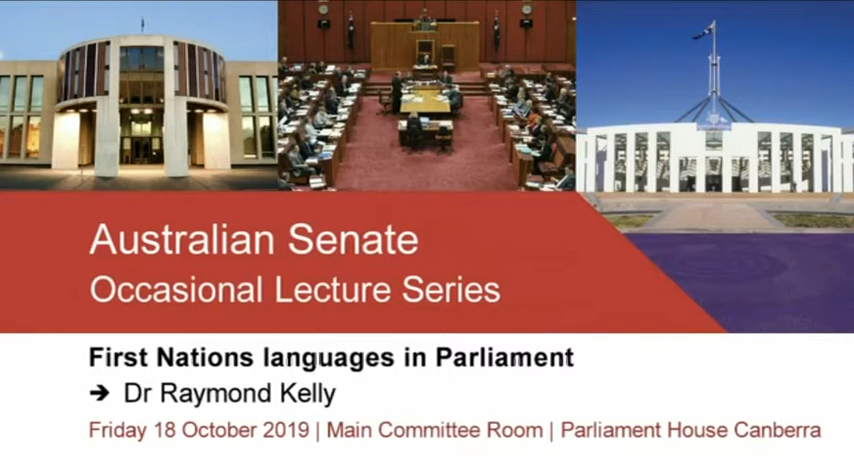 Australian Senate
Occasional Lecture Series
First Nations languages in Parliament
➔ Dr Raymond Kelly
Friday 18 October 2019 | Main Committee Room | Parliament House Canberra